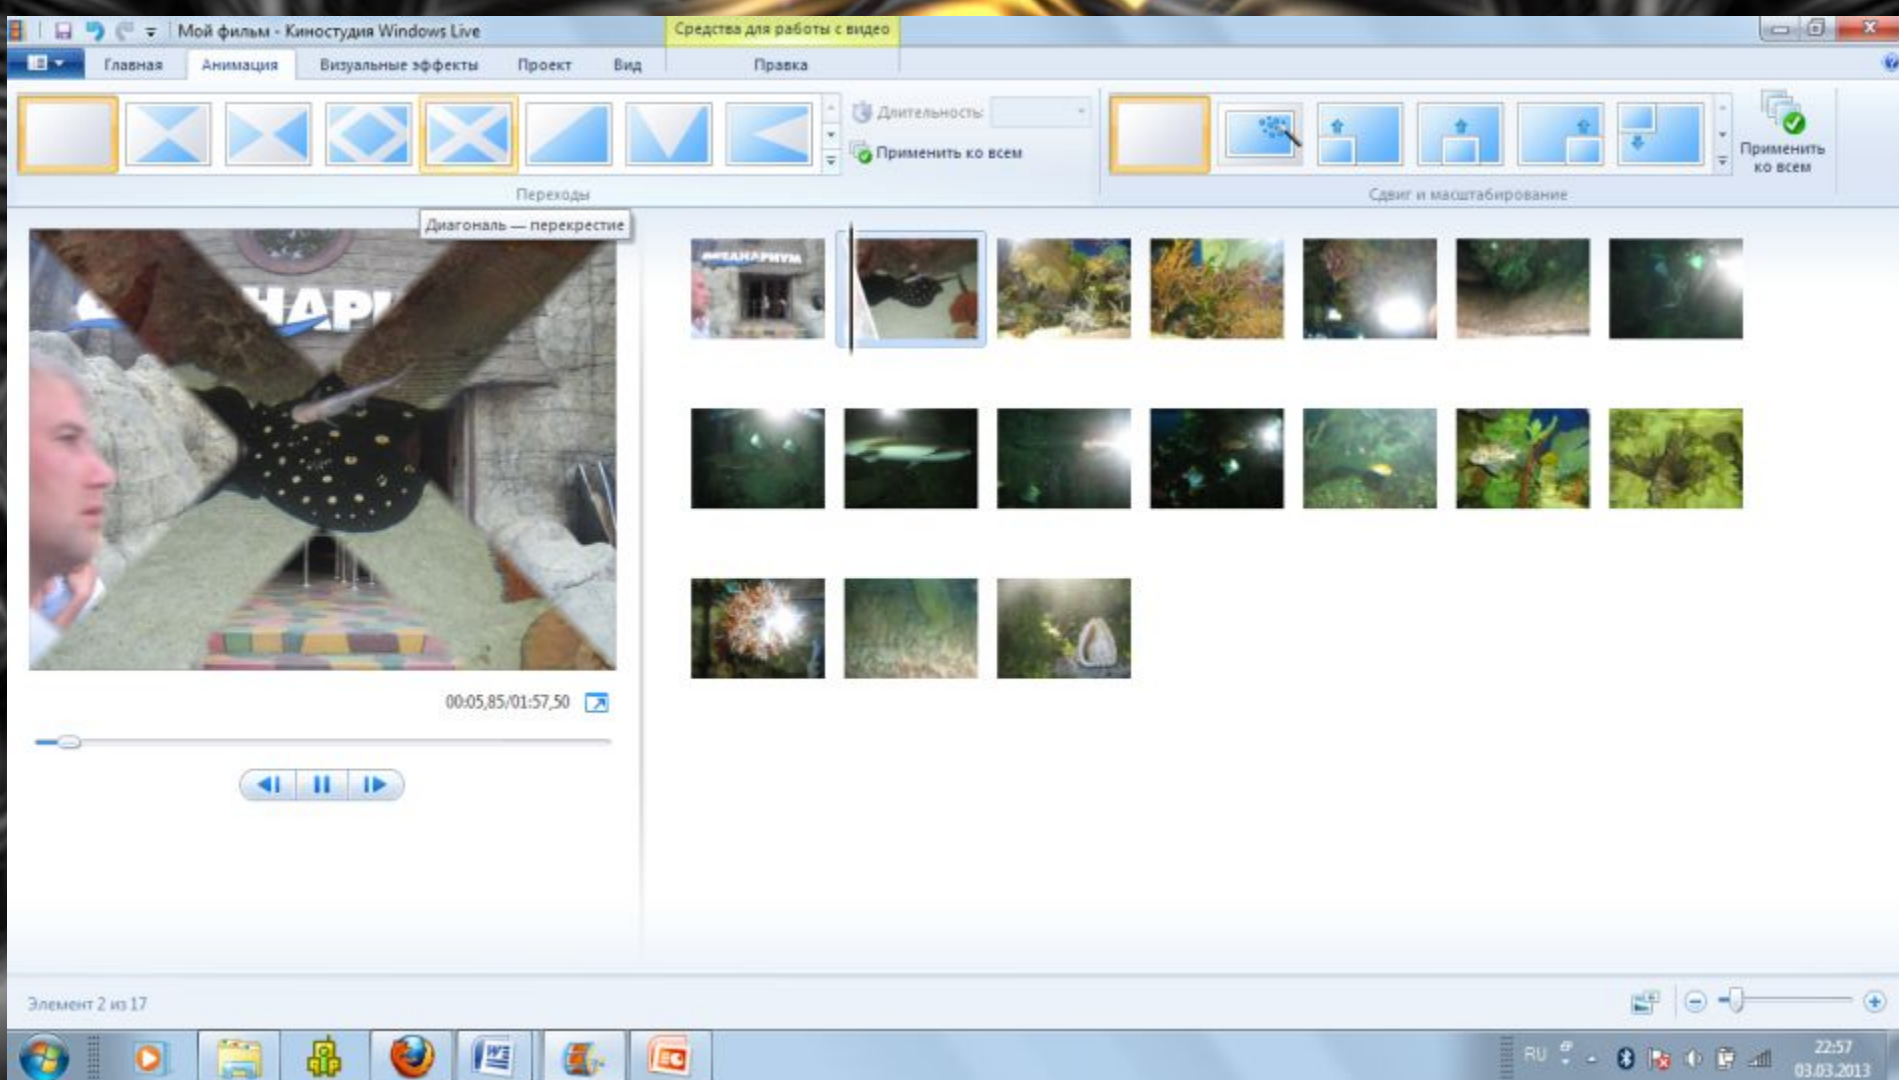 Мой фильм - Киностудия Windows Live
Средства для работы с видео
Главная
Анимация
Визуальные эффекты
Проект
Вид
Правка
Длительность:
Применить ко всем
Применить
ко всем
Переходы
Сдвиг и масштабирование
Диагональ — перекрестие
НАР
ОКЕАНАРИУМ
00:05,85/01:57,50
Элемент 2 из 17
RU
22:57
03.03.2013